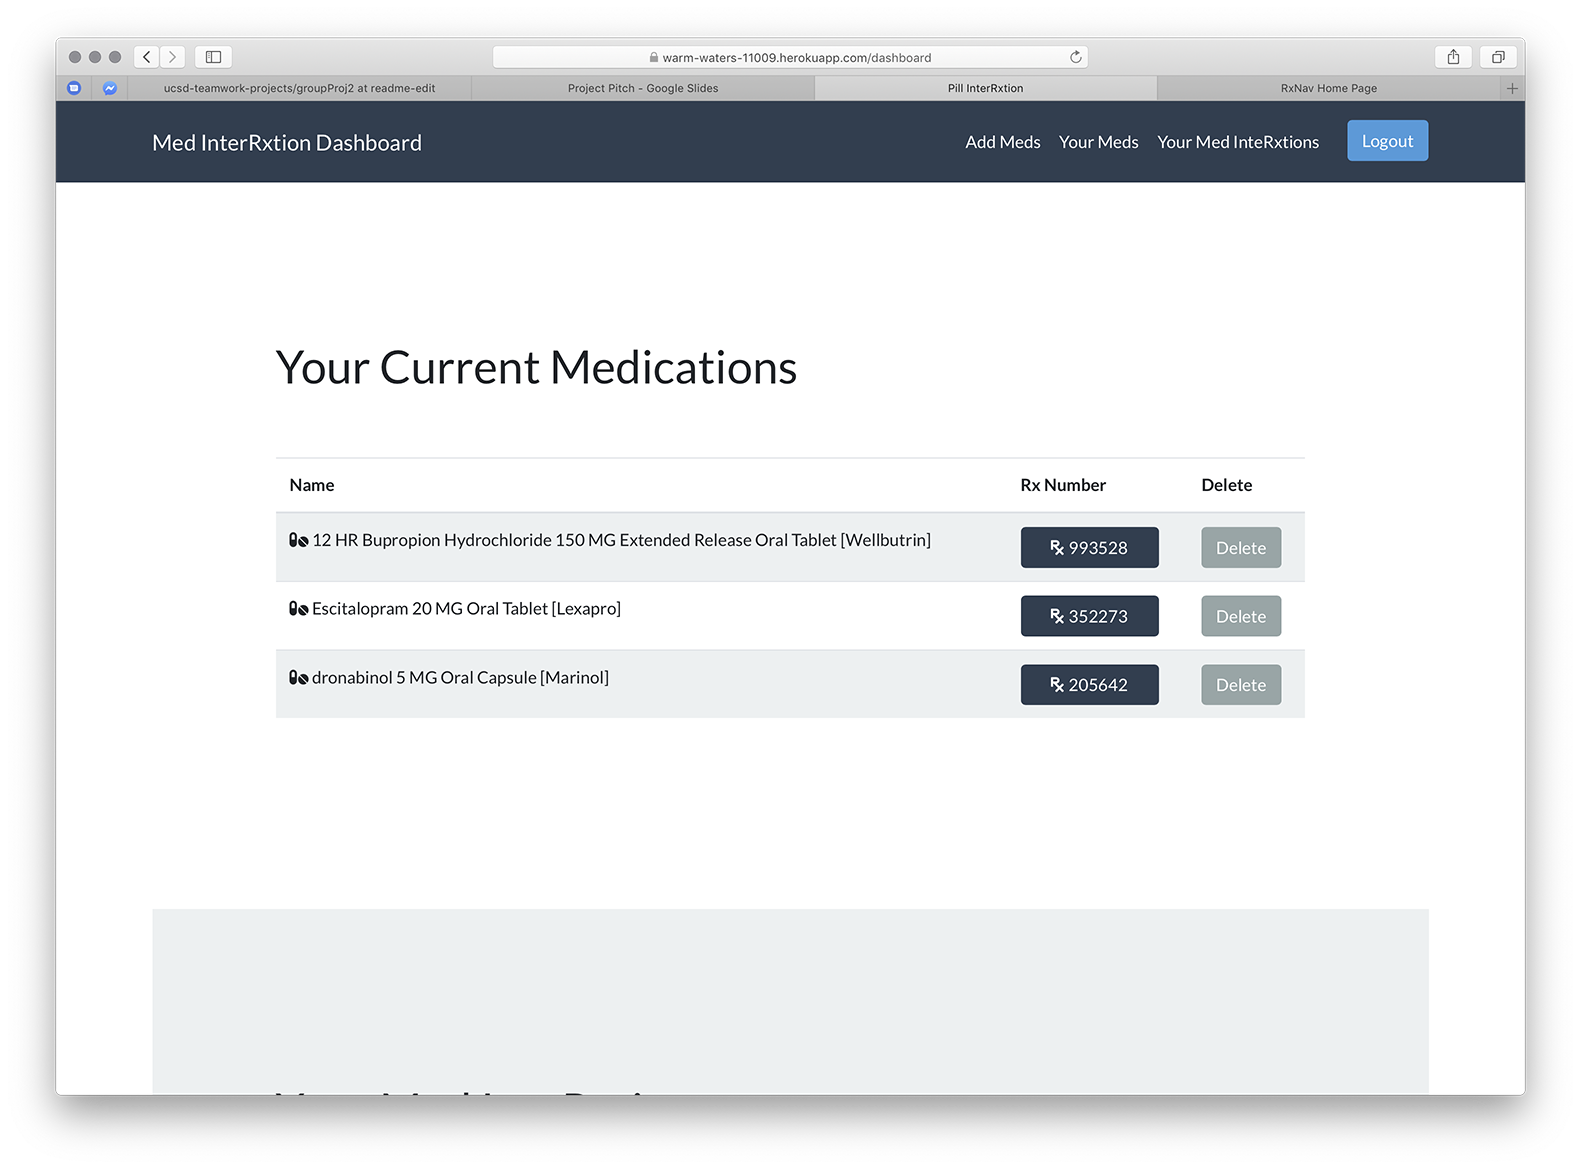 warm-waters-11009.herokuapp.com/dashboard
ucsd-teamwork-projects/groupProj2 at readme-edit
Project Pitch - Google Slides
Pill InterRxtion
RxNav Home Page
Med InterRxtion Dashboard
Add Meds
Your Meds
Your Med InteRxtions
Logout
Your Current Medications
Name
Rx Number
Delete
12 HR Bupropion Hydrochloride 150 MG Extended Release Oral Tablet [Wellbutrin]
993528
Delete
Escitalopram 20 MG Oral Tablet [Lexapro]
352273
Delete
dronabinol 5 MG Oral Capsule [Marinol]
205642
Delete